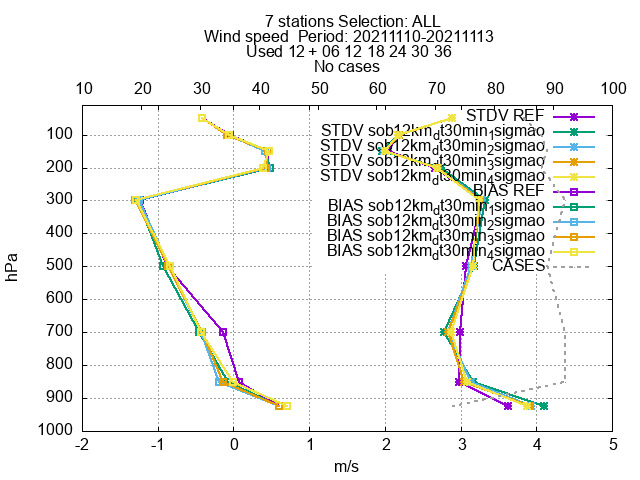 7 stations Selection: ALL
Wind speed  Period: 20211110-20211113
Used 12 + 06 12 18 24 30 36
No cases
10 20 30 40 50 60 70 80 90 100
STDV REF
STDV sob12km_dt30min_1sigmao
STDV sob12km_dt30min_2sigmao
STDV sob12km_dt30min_3sigmao
STDV sob12km_dt30min_4sigmao
BIAS REF
BIAS sob12km_dt30min_1sigmao
BIAS sob12km_dt30min_2sigmao
BIAS sob12km_dt30min_3sigmao
BIAS sob12km_dt30min_4sigmao
CASES
hPa
100
200
300
400
500
600
700
800
900
1000
-2 -1 0 1 2 3 4 5
m/s